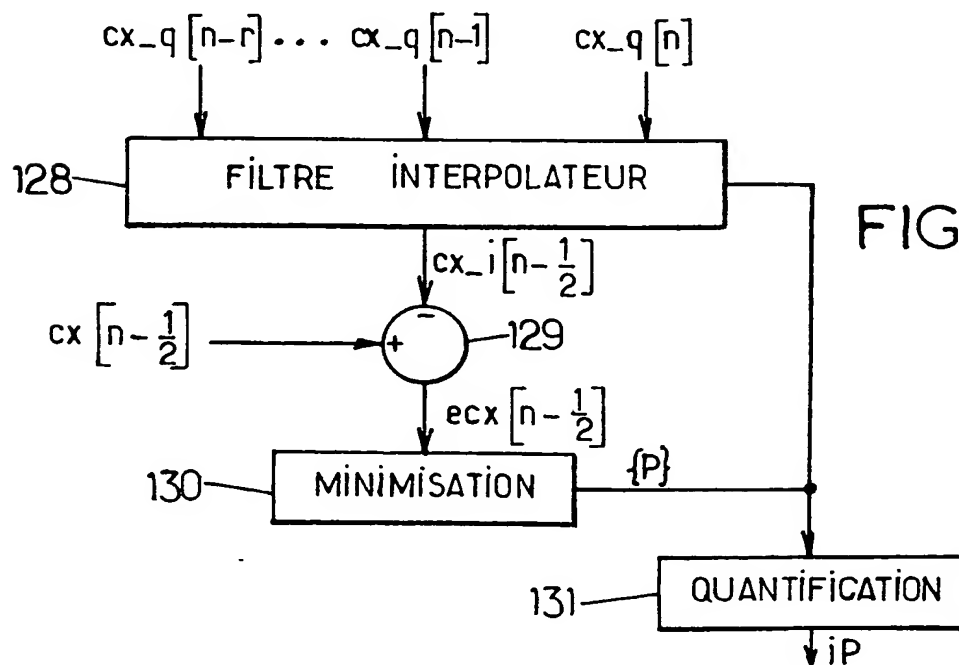 cx_q [n-r] ... cx_q [n-1] cx_q [n]
128
FiLTRE iNTERPOLATEUR
FIG
cx_i [n-1/2]
cx [n-1/2]
+
-
129
ecx [n-1/2]
130
MiNiMiSATiON
{P}
131
QUANTiFiCATiON
iP